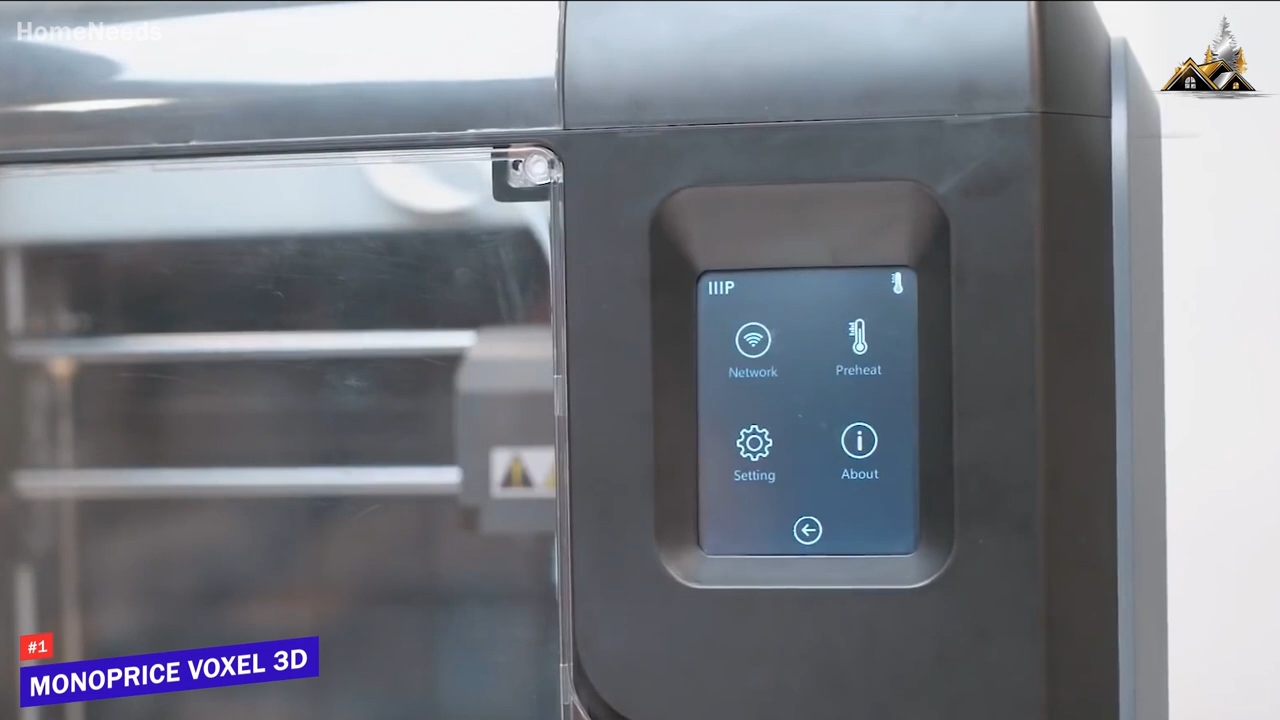 HomeNeeds
IIIP
Network
Preheat
Setting
About
#1
MONOPRICE VOXEL 3D